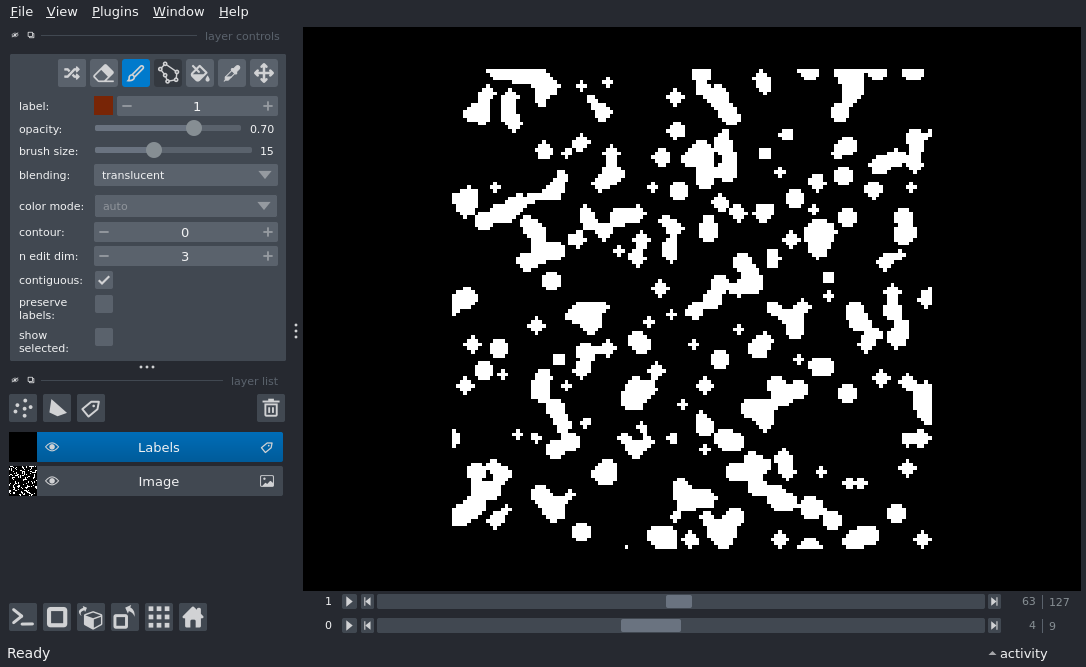 File View Plugins Window Help
layer controls
label: 1
opacity: 0.70
brush size: 15
blending: translucent
color mode: auto
contour: 0
n edit dim: 3
contiguous:
preserve
labels:
show
selected:
layer list
Labels
Image
1 63 127
0 4 9
Ready activity